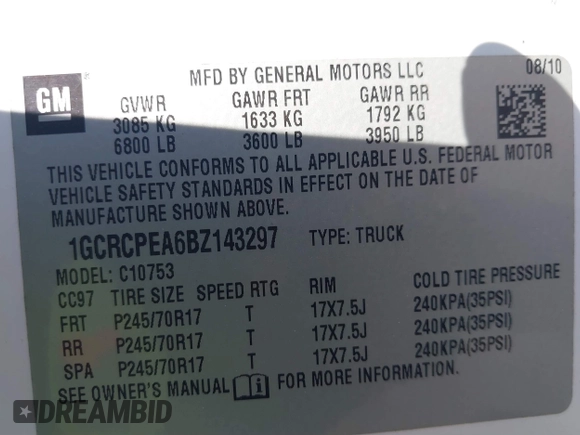 MFD BY GENERAL MOTORS LLC 08/10
GM
GVWR GAWR FRT GAWR RR
3085 KG 1633 KG 1792 KG
6800 LB 3600 LB 3950 LB
THIS VEHICLE CONFORMS TO ALL APPLICABLE U.S. FEDERAL MOTOR
VEHICLE SAFETY STANDARDS IN EFFECT ON THE DATE OF
MANUFACTURE SHOWN ABOVE.
1GCRCPEA6BZ143297 TYPE: TRUCK
MODEL: C10753
CC97 TIRE SIZE SPEED RTG RIM COLD TIRE PRESSURE
FRT P245/70R17 T 17X7.5J 240KPA(35PSI)
RR P245/70R17 T 17X7.5J 240KPA(35PSI)
SPA P245/70R17 T 17X7.5J 240KPA(35PSI)
SEE OWNER'S MANUAL FOR MORE INFORMATION.
DREAMBID